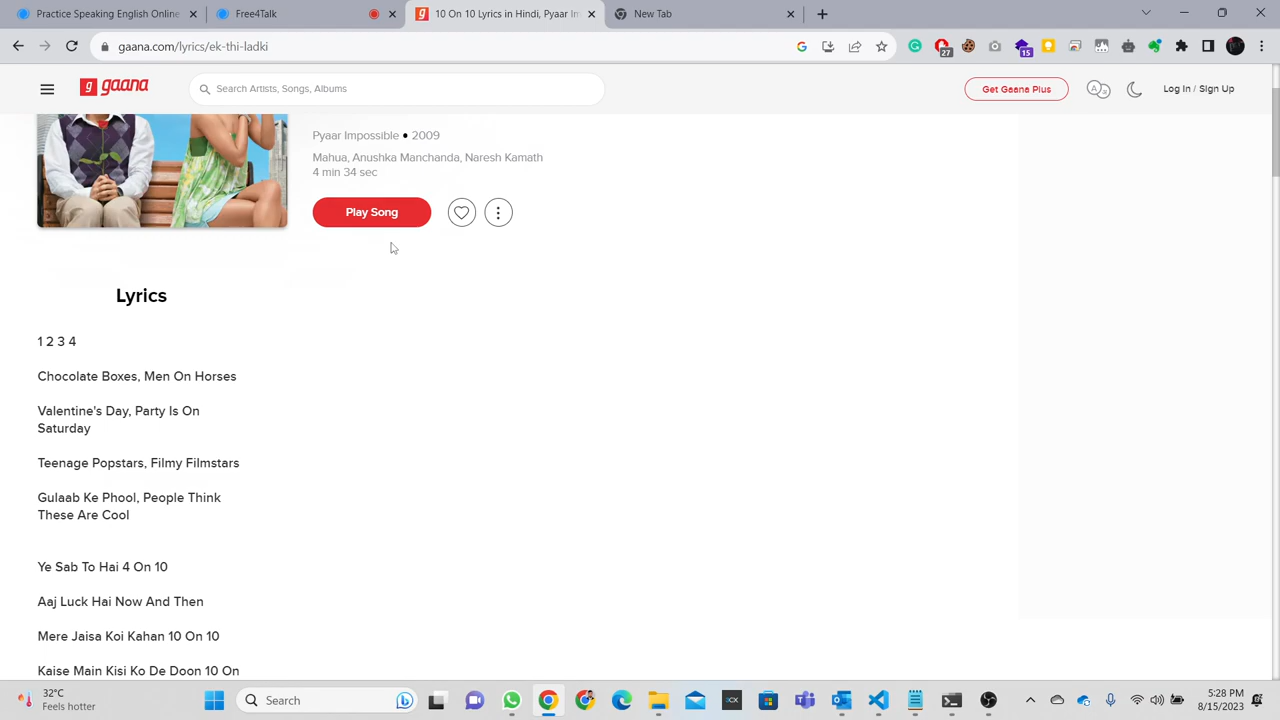 Practice Speaking English Online
Free4Talk
10 On 10 Lyrics in Hindi, Pyaar Im
New Tab
gaana.com/lyrics/ek-thi-ladki
27
15
gaana
Search Artists, Songs, Albums
Get Gaana Plus
Log In / Sign Up
Pyaar Impossible • 2009
Mahua, Anushka Manchanda, Naresh Kamath
4 min 34 sec
Play Song
Lyrics
1 2 3 4
Chocolate Boxes, Men On Horses
Valentine's Day, Party Is On
Saturday
Teenage Popstars, Filmy Filmstars
Gulaab Ke Phool, People Think
These Are Cool
Ye Sab To Hai 4 On 10
Aaj Luck Hai Now And Then
Mere Jaisa Koi Kahan 10 On 10
Kaise Main Kisi Ko De Doon 10 On
32°C
Feels hotter
Search
5:28 PM
8/15/2023